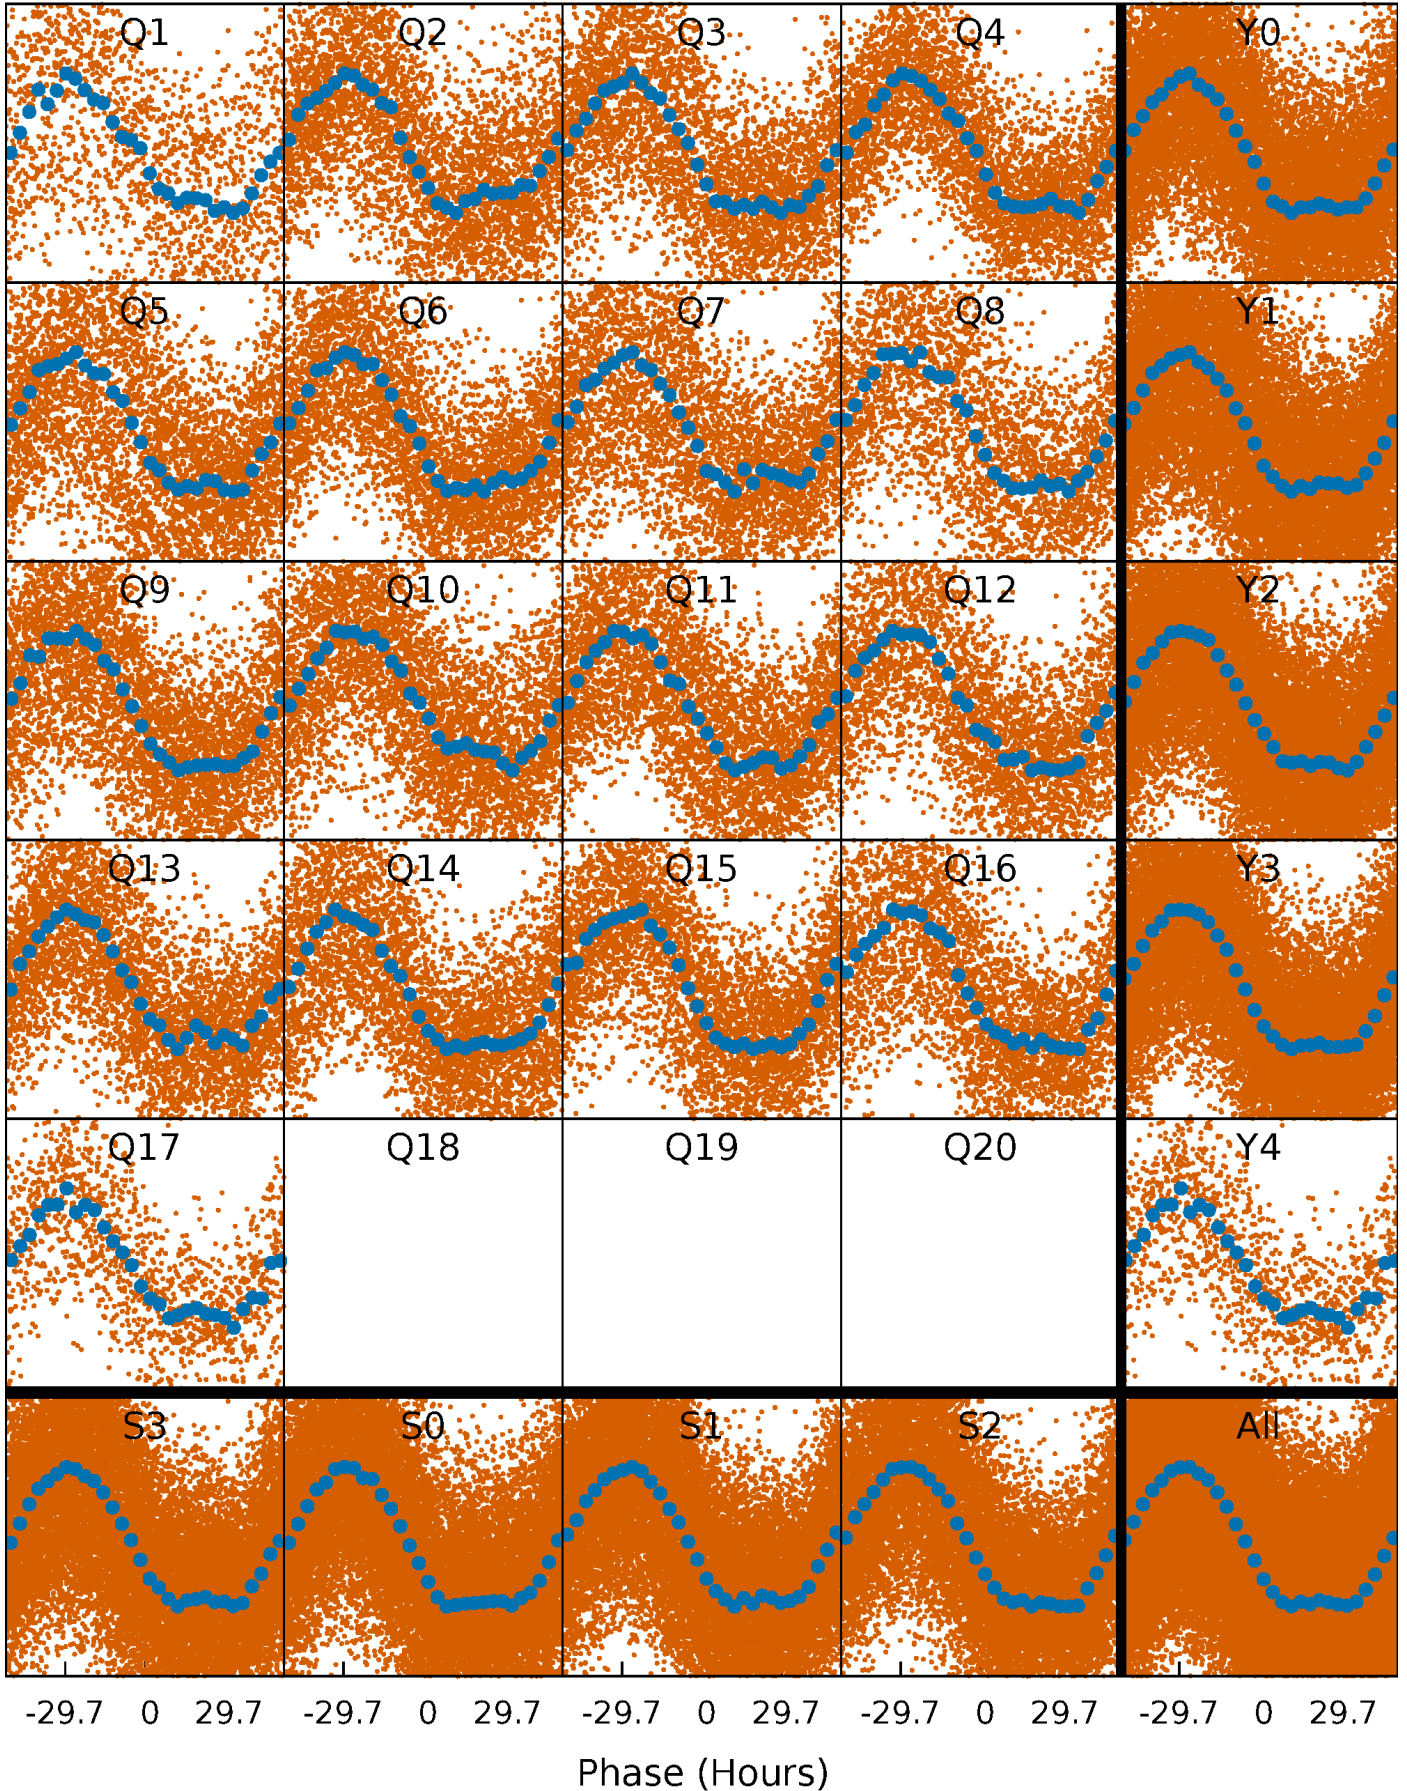 Q1 Q2 Q3 Q4 Y0
Q5 Q6 Q7 Q8 Y1
Q9 Q10 Q11 Q12 Y2
Q13 Q14 Q15 Q16 Y3
Q17 Q18 Q19 Q20 Y4
S3 S0 S1 S2 All
-29.7 0 29.7 -29.7 0 29.7 -29.7 0 29.7 -29.7 0 29.7 -29.7 0 29.7
Phase (Hours)